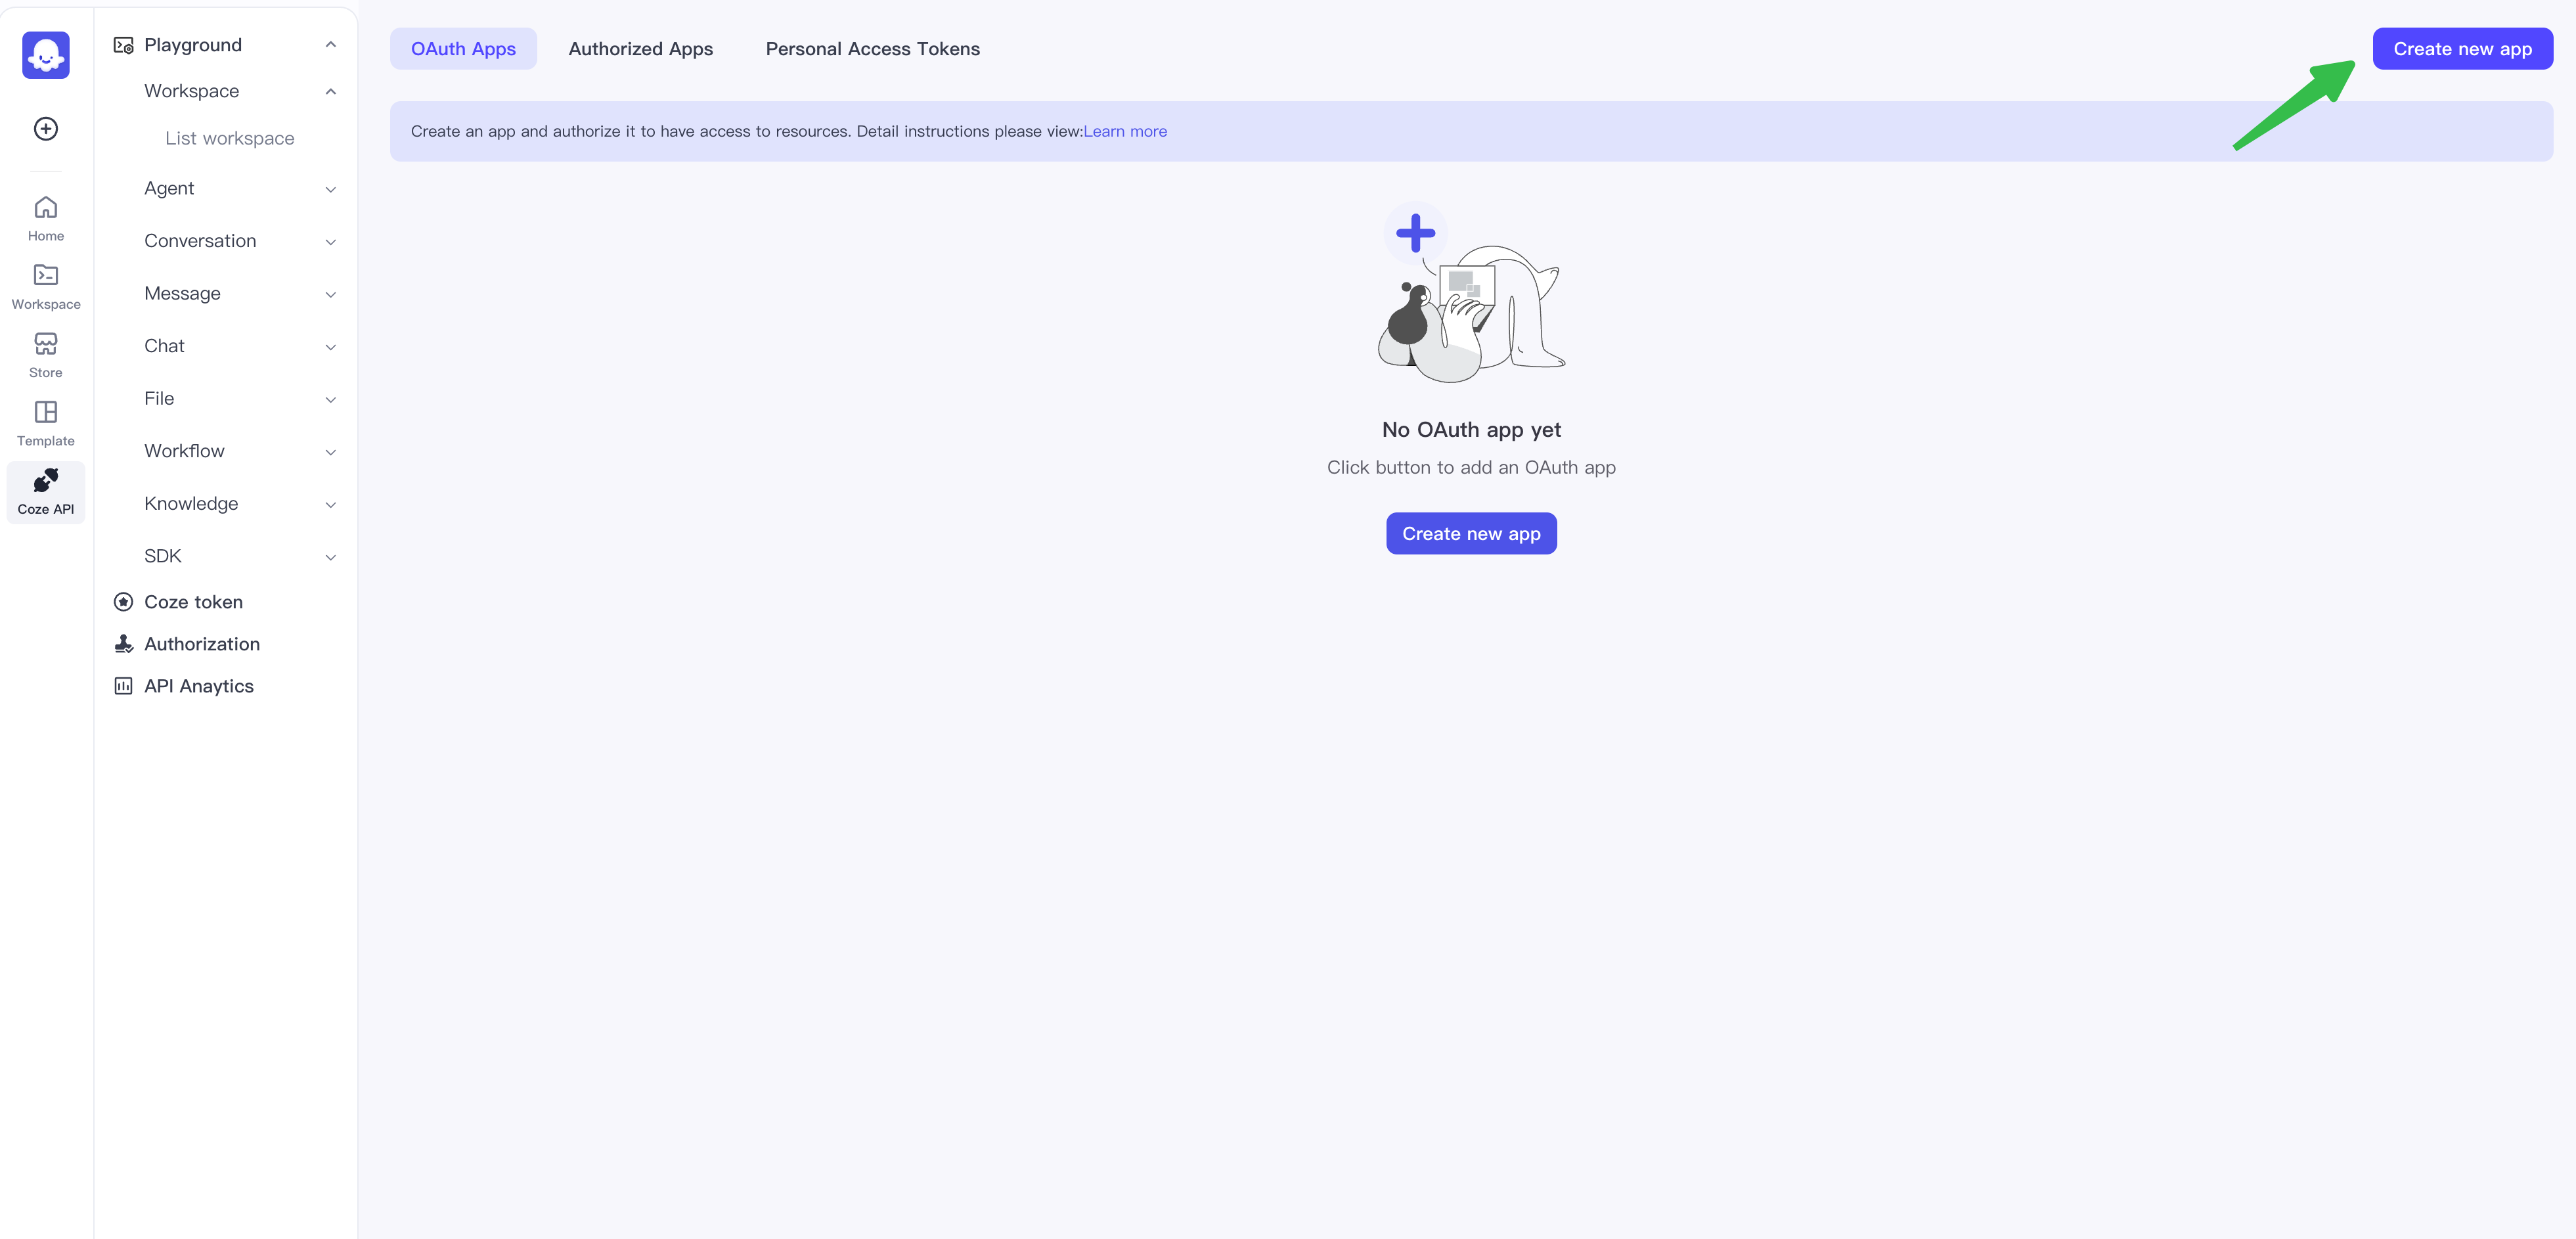 Home
Workspace
Store
Template
Coze API
Playground
Workspace
List workspace
Agent
Conversation
Message
Chat
File
Workflow
Knowledge
SDK
Coze token
Authorization
API Anaytics
OAuth Apps
Authorized Apps
Personal Access Tokens
Create new app
Create an app and authorize it to have access to resources. Detail instructions please view:Learn more
No OAuth app yet
Click button to add an OAuth app
Create new app